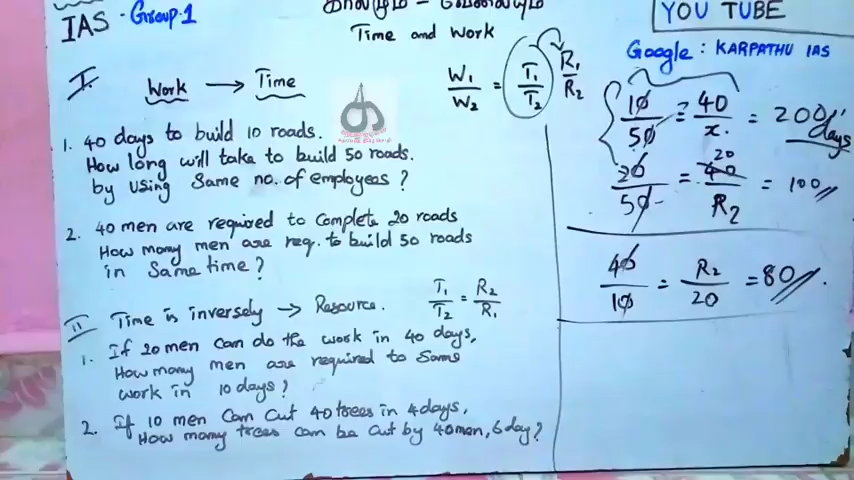 IAS - Group-1
காலமும் - வேலையும்
Time and Work
YOU TUBE
Google : KARPATHU IAS
I. Work → Time
W1/W2 = T1/T2 R1/R2
1. 40 days to build 10 roads.
How long will take to build 50 roads.
by using Same no. of employees ?
2. 40 men are required to complete 20 roads
How many men are req. to build 50 roads
in Same time ?
II Time is inversely → Resource. T1/T2 = R2/R1
1. If 20 men can do the work in 40 days,
How many men are required to Same
work in 10 days ?
2. If 10 men can cut 40 trees in 4 days,
How many trees can be cut by 40 men, 6 day ?
10/50 = 40/x = 200 days
20/50 = 40/R2 = 100
20
40/10 = R2/20 = 80